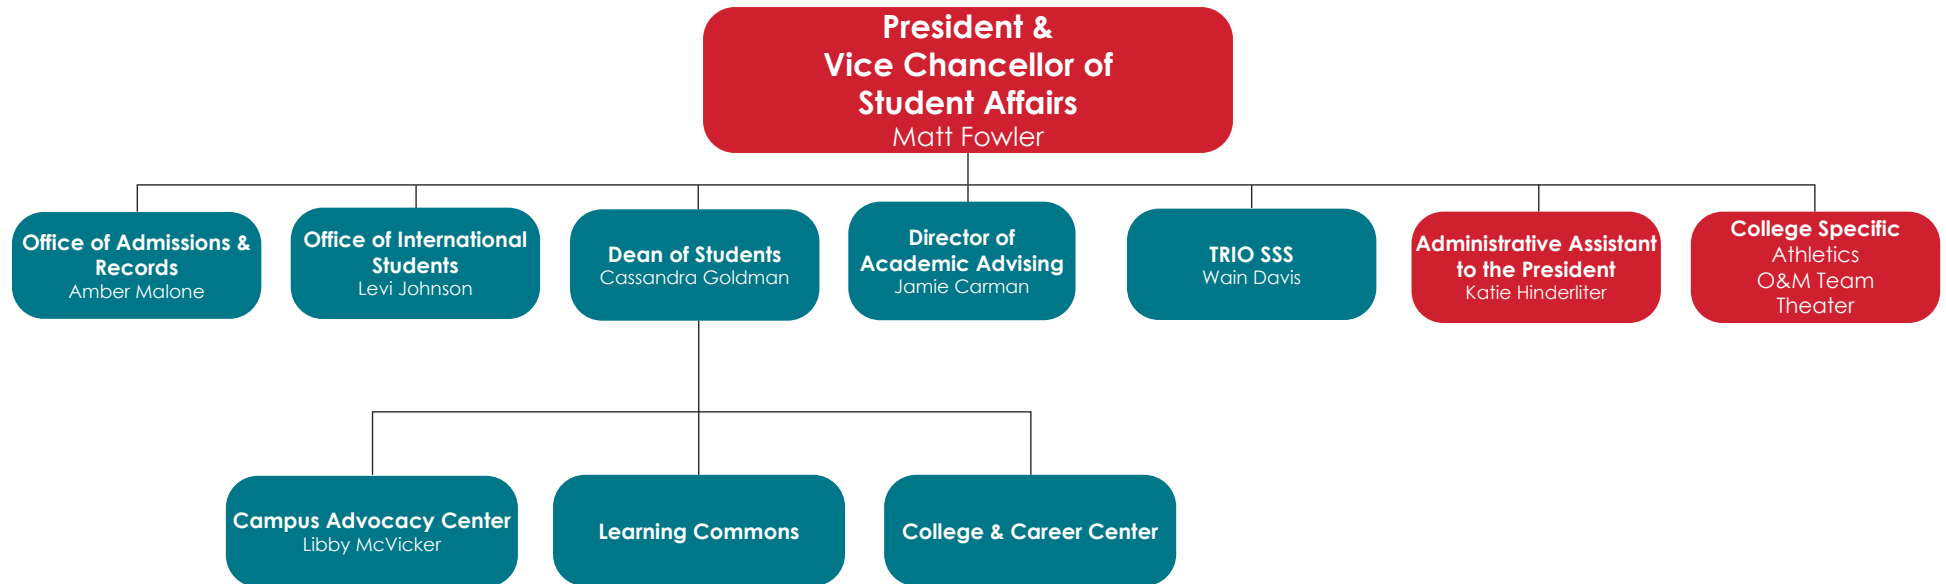 President &
Vice Chancellor of
Student Affairs
Matt Fowler
Office of Admissions &
Records
Amber Malone
Office of International
Students
Levi Johnson
Dean of Students
Cassandra Goldman
Director of
Academic Advising
Jamie Carman
TRIO SSS
Wain Davis
Administrative Assistant
to the President
Katie Hinderliter
College Specific
Athletics
O&M Team
Theater
Campus Advocacy Center
Libby McVicker
Learning Commons
College & Career Center